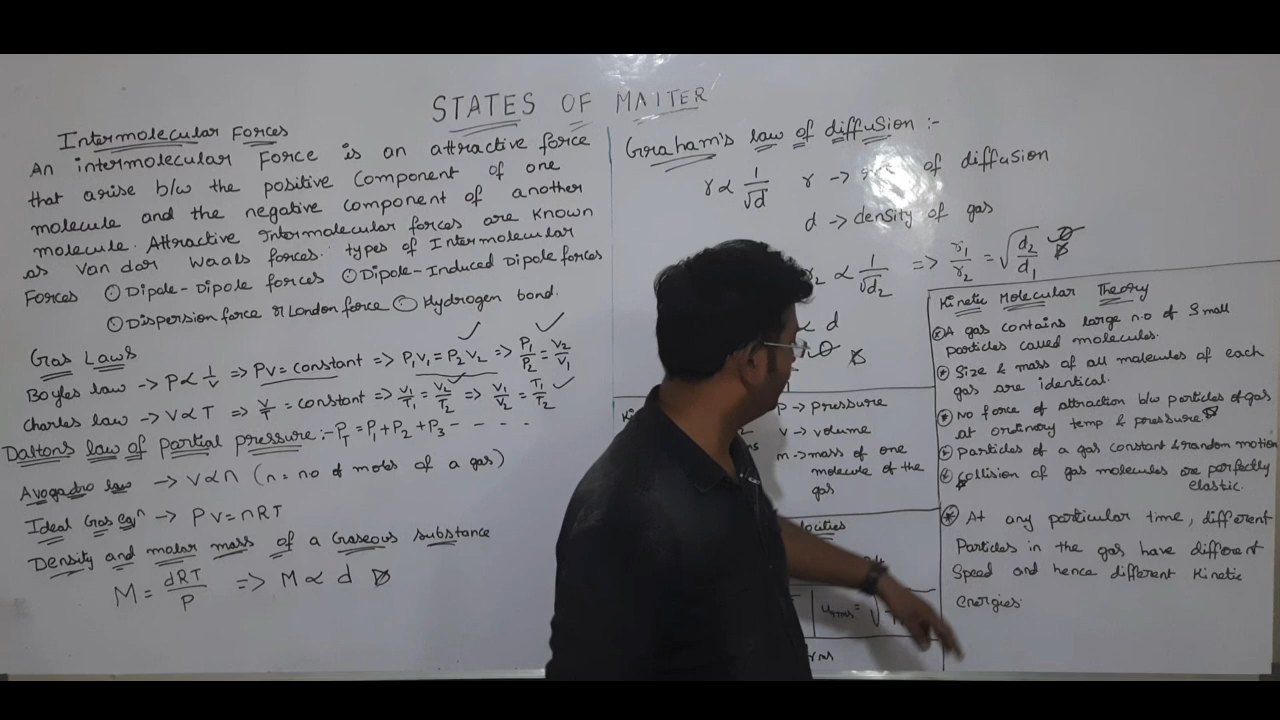 STATES OF MATTER
Intermolecular Forces
An intermolecular Force is an attractive force
that arise b/w the positive component of one
molecule and the negative component of another
molecule. Attractive Intermolecular forces are known
as Van dar Waals forces. types of Intermolecular
Forces ① Dipole-Dipole forces ① Dipole-Induced Dipole forces
① Dispersion force or London force Hydrogen bond.
Gas Laws
Boyles law → P ∝ 1/V ⇒ PV = constant ⇒ P₁V₁ = P₂V₂ ⇒ P₁/P₂ = V₂/V₁
Charles law → V ∝ T ⇒ V/T = constant ⇒ V₁/T₁ = V₂/T₂ ⇒ V₁/V₂ = T₁/T₂
Daltons law of partial pressure :- P_T = P₁ + P₂ + P₃ - - - - -
Avogadro law → V ∝ n (n = no of mols of a gas)
Ideal Gas eqⁿ → PV = nRT
Density and molar mass of a Gaseous substance
M = dRT/P ⇒ M ∝ d
Graham's law of diffusion :-
r ∝ 1/√d r → of diffusion
d → density of gas
r₂ ∝ 1/√d₂ ⇒ r₁/r₂ = √(d₂/d₁)
∝ d
P → pressure
V → volume
m → mass of one
molecule of the
gas
Kinetic Molecular Theory
* A gas contains large n.o of small
particles called molecules.
* Size & mass of all molecules of each
gas are identical.
* No force of attraction b/w particles of gas
at ordinary temp & pressure
* particles of a gas constant & random motion
* Collision of gas molecules are perfectly
elastic.
* At any particular time, different
Particles in the gas have different
Speed and hence different Kinetic
energies.